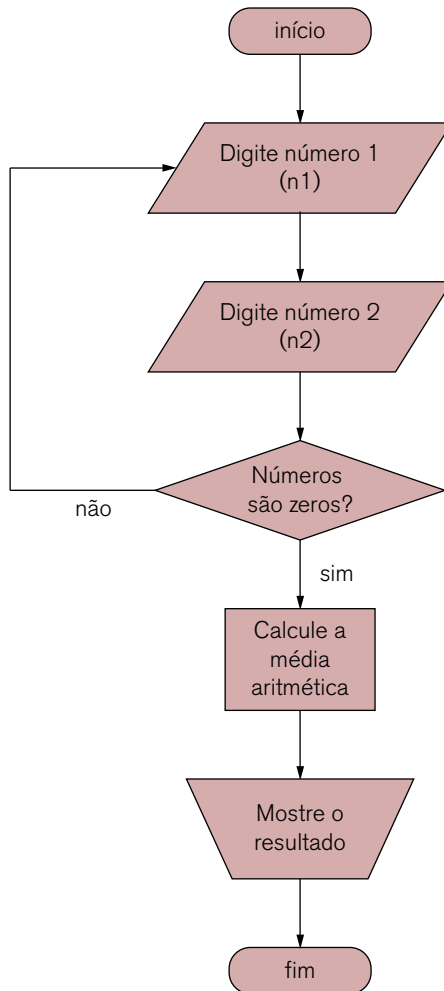 início
Digite número 1
(n1)
Digite número 2
(n2)
Números
são zeros?
não
sim
Calcule a
média
aritmética
Mostre o
resultado
fim